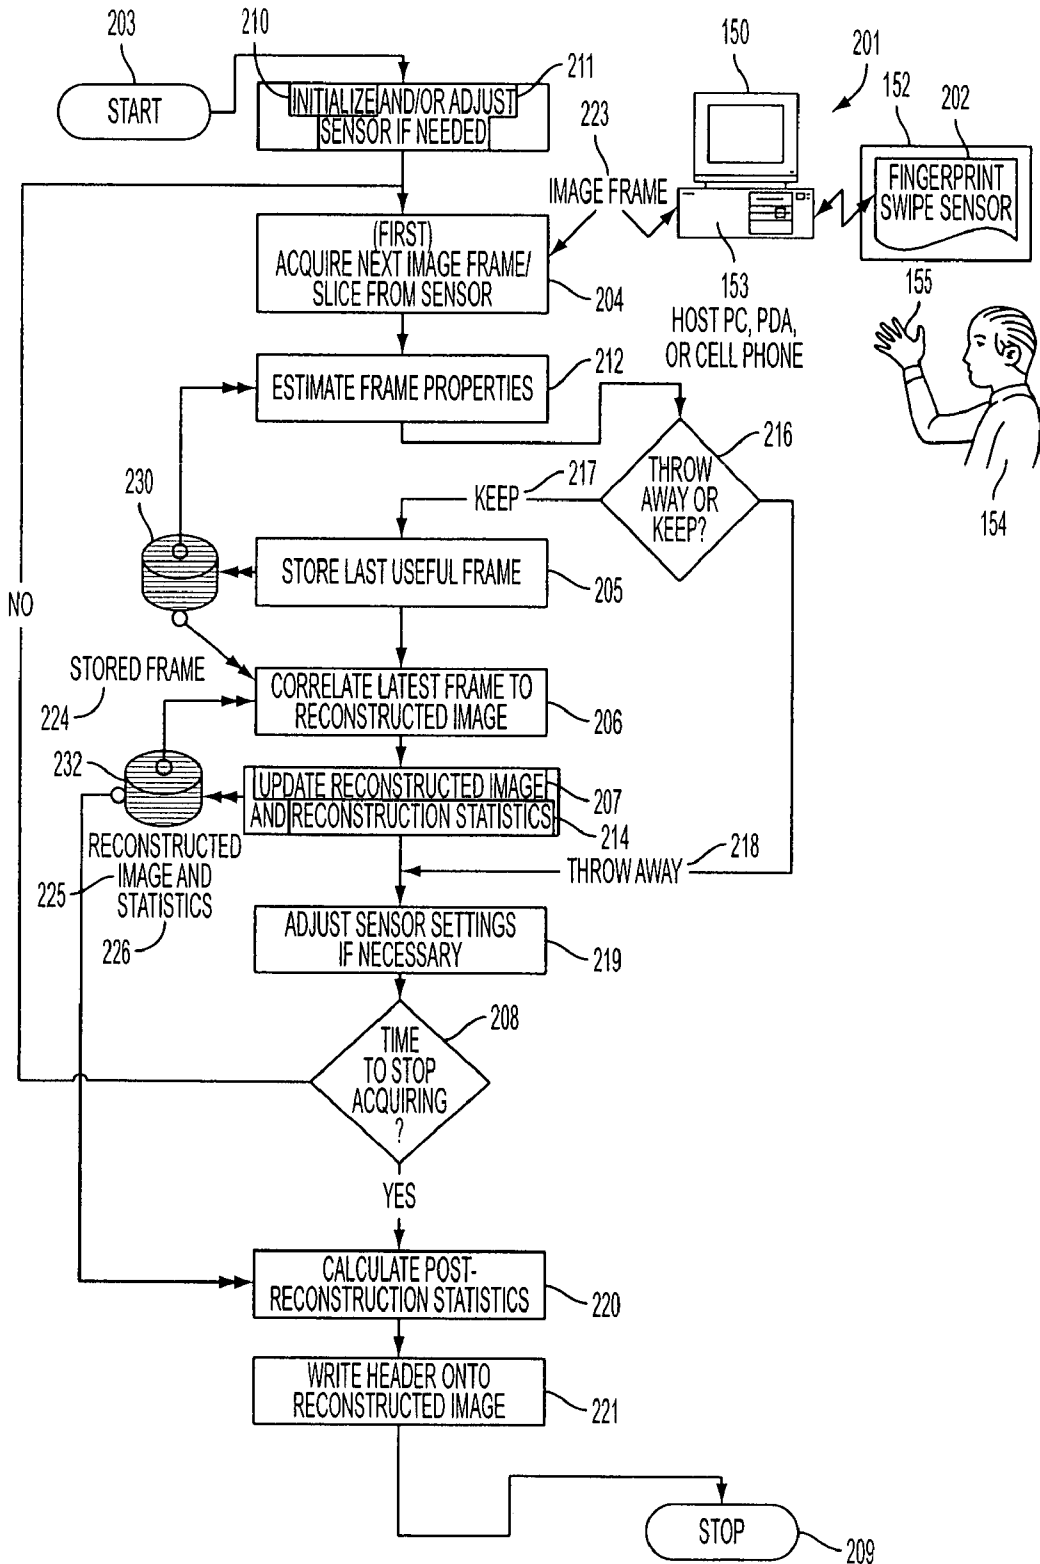 203
START
210
INITIALIZE AND/OR ADJUST
SENSOR IF NEEDED
211
223
IMAGE FRAME
150
201
152
202
FINGERPRINT
SWIPE SENSOR
153
HOST PC, PDA,
OR CELL PHONE
155
154
(FIRST)
ACQUIRE NEXT IMAGE FRAME/
SLICE FROM SENSOR
204
212
ESTIMATE FRAME PROPERTIES
216
THROW
AWAY OR
KEEP?
217
KEEP
230
STORE LAST USEFUL FRAME
205
NO
STORED FRAME
224
CORRELATE LATEST FRAME TO
RECONSTRUCTED IMAGE
206
232
UPDATE RECONSTRUCTED IMAGE
AND RECONSTRUCTION STATISTICS
207
214
RECONSTRUCTED
IMAGE AND
STATISTICS
225
226
218
THROW AWAY
ADJUST SENSOR SETTINGS
IF NECESSARY
219
208
TIME
TO STOP
ACQUIRING
?
YES
CALCULATE POST-
RECONSTRUCTION STATISTICS
220
WRITE HEADER ONTO
RECONSTRUCTED IMAGE
221
STOP
209